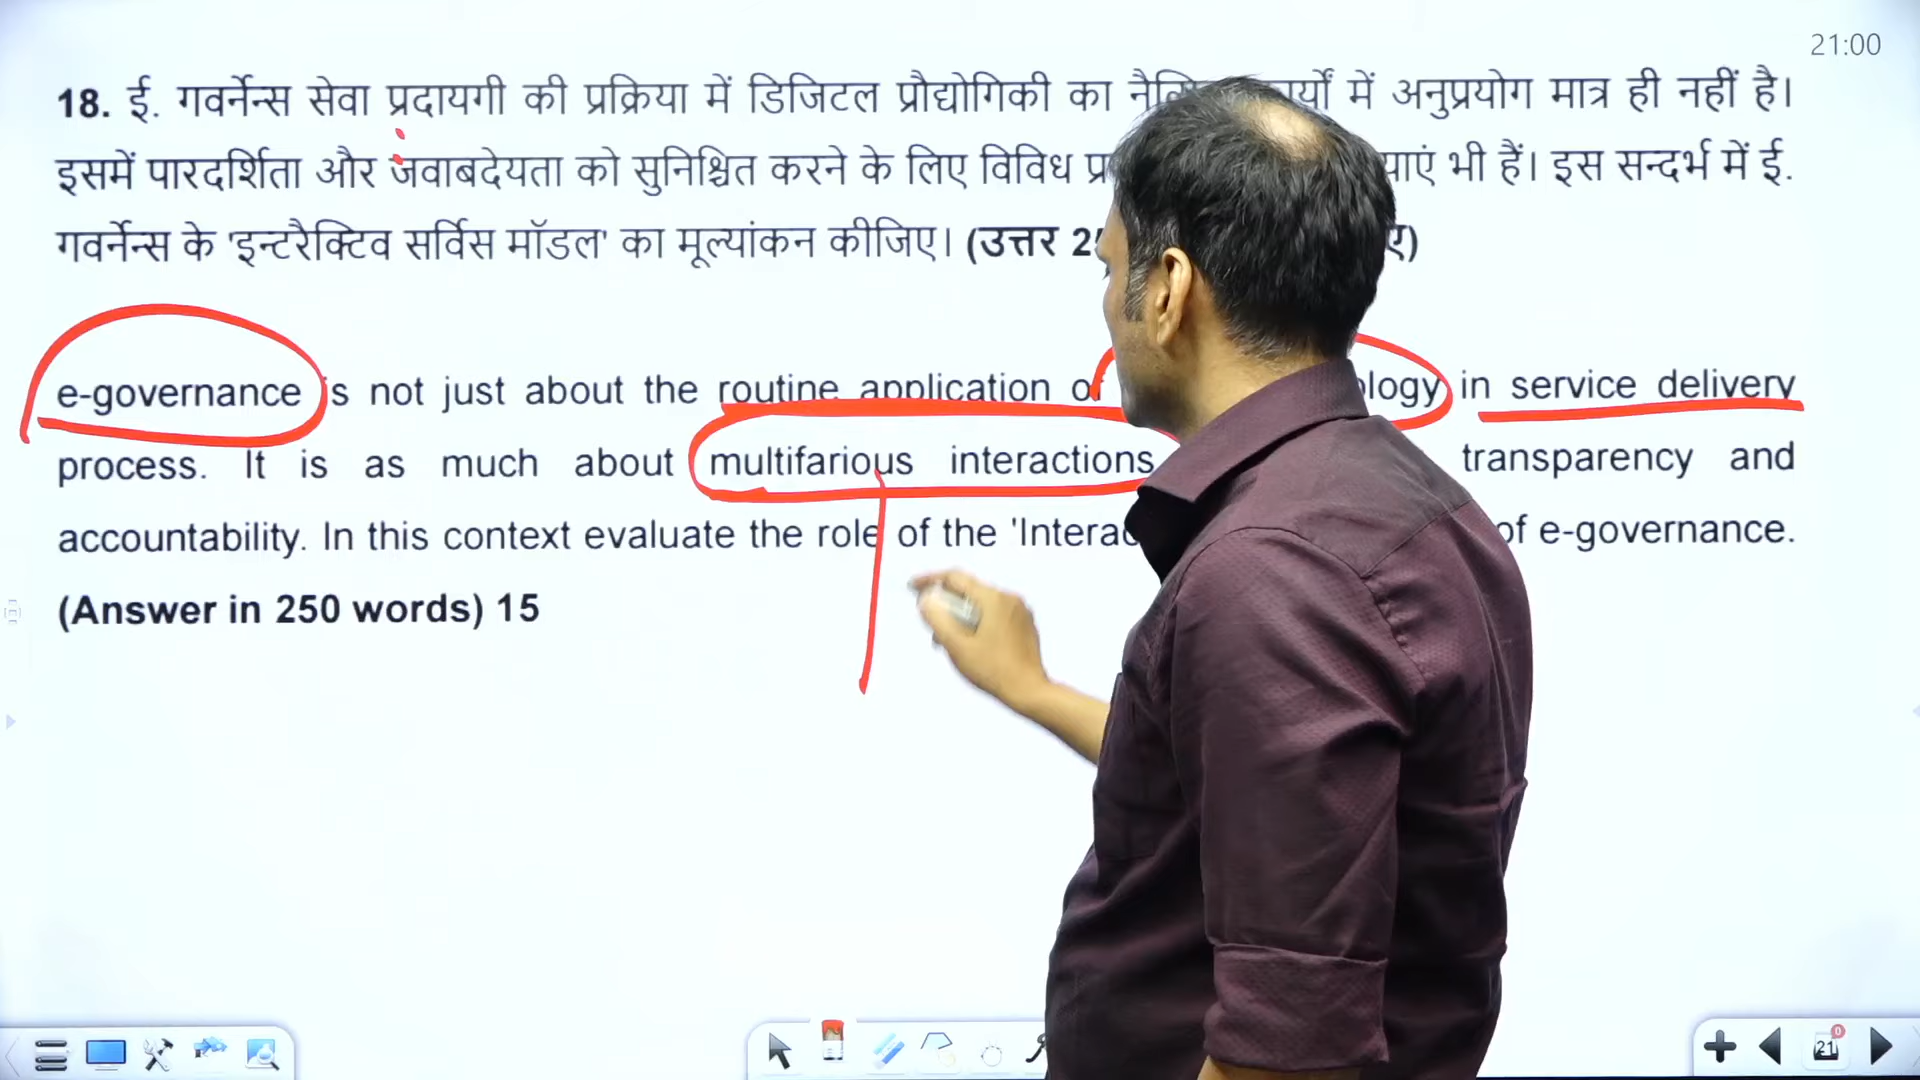 21:00
18. ई. गवर्नेन्स सेवा प्रदायगी की प्रक्रिया में डिजिटल प्रौद्योगिकी का में अनुप्रयोग मात्र ही नहीं है।
इसमें पारदर्शिता और जवाबदेयता को सुनिश्चित करने के लिए विविध भी हैं। इस सन्दर्भ में ई.
गवर्नेन्स के 'इन्टरैक्टिव सर्विस मॉडल' का मूल्यांकन कीजिए। (उत्तर
e-governance is not just about the routine application of in service delivery
process. It is as much about multifarious interactions transparency and
accountability. In this context evaluate the role of the of e-governance.
(Answer in 250 words) 15
21
0